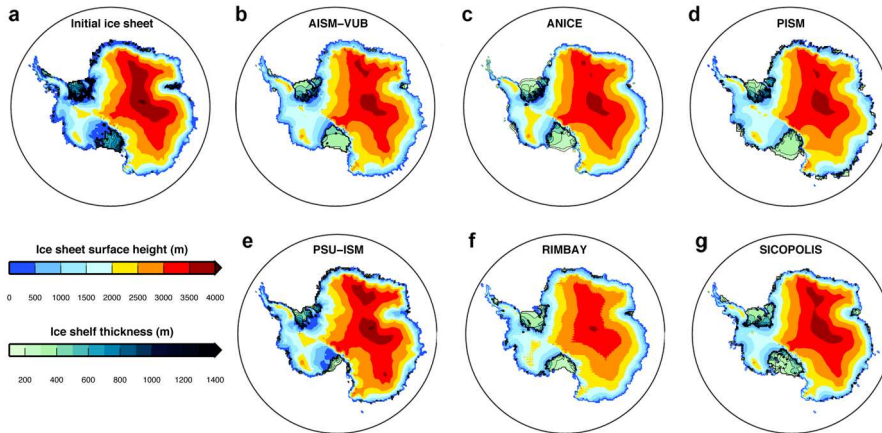 a Initial ice sheet
b AISM–VUB
c ANICE
d PISM
Ice sheet surface height (m)
0 500 1000 1500 2000 2500 3000 3500 4000
Ice shelf thickness (m)
200 400 600 800 1000 1200 1400
e PSU–ISM
f RIMBAY
g SICOPOLIS